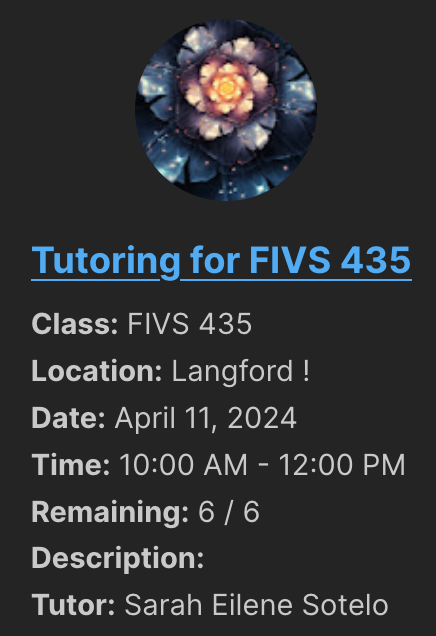 Tutoring for FIVS 435
Class: FIVS 435
Location: Langford !
Date: April 11, 2024
Time: 10:00 AM - 12:00 PM
Remaining: 6 / 6
Description:
Tutor: Sarah Eilene Sotelo